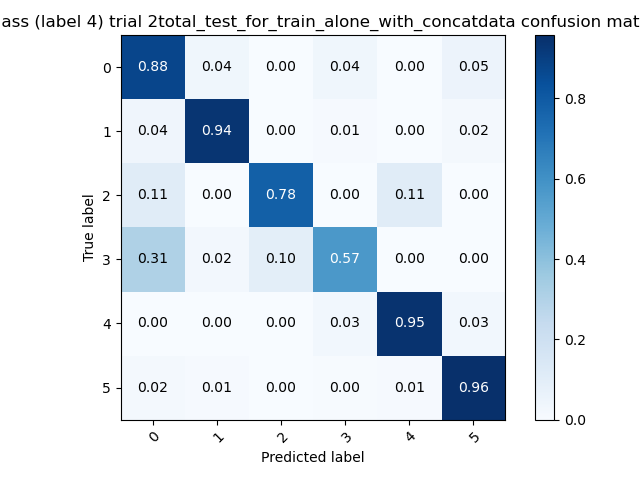 ass (label 4) trial 2total_test_for_train_alone_with_concatdata confusion mat
True label
0 0.88 0.04 0.00 0.04 0.00 0.05
1 0.04 0.94 0.00 0.01 0.00 0.02
2 0.11 0.00 0.78 0.00 0.11 0.00
3 0.31 0.02 0.10 0.57 0.00 0.00
4 0.00 0.00 0.00 0.03 0.95 0.03
5 0.02 0.01 0.00 0.00 0.01 0.96
0 1 2 3 4 5
Predicted label
0.8
0.6
0.4
0.2
0.0